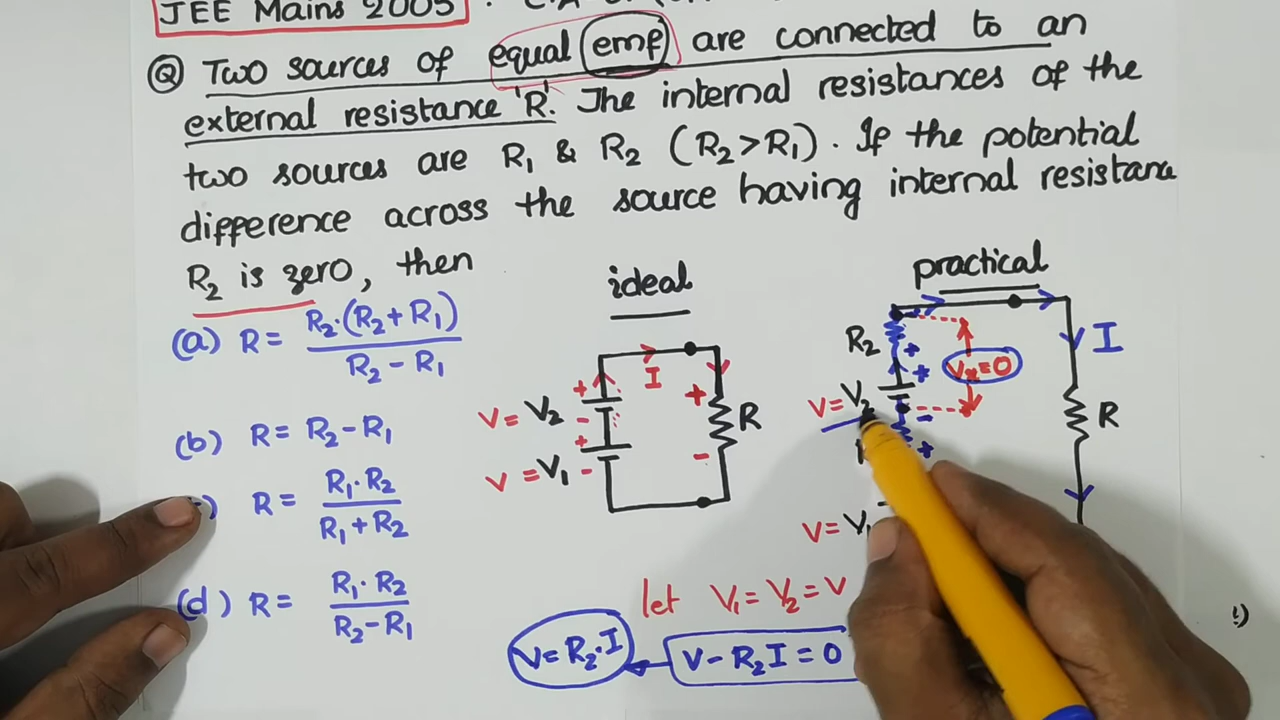 JEE Mains 2005
Q Two sources of equal emf are connected to an
external resistance 'R'. The internal resistances of the
two sources are R₁ & R₂ (R₂>R₁). If the potential
difference across the source having internal resistance
R₂ is zero, then
(a) R = R₂·(R₂+R₁) / R₂ - R₁
(b) R = R₂ - R₁
R = R₁·R₂ / R₁+R₂
(d) R = R₁·R₂ / R₂-R₁
ideal
I
+
-
+
-
V = V₂
V = V₁
+
-
R
practical
R₂
+
+
-
+
=0
V = V₂
V = V₁
I
R
let V₁ = V₂ = V
V = R₂·I
V - R₂I = 0